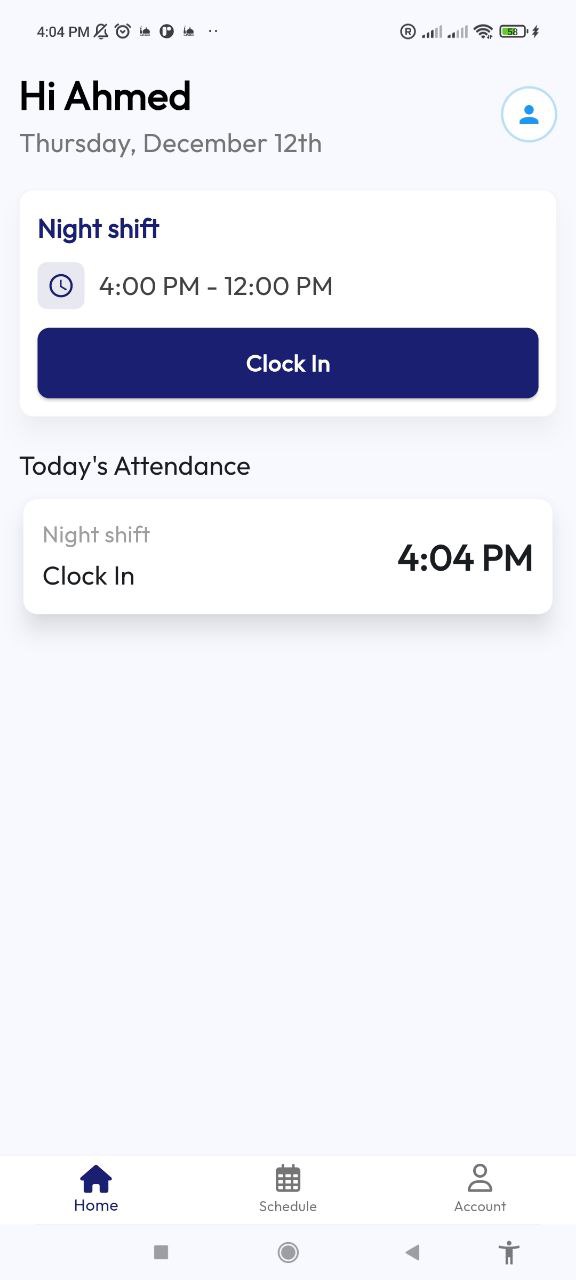 4:04 PM
58
Hi Ahmed
Thursday, December 12th
Night shift
4:00 PM - 12:00 PM
Clock In
Today's Attendance
Night shift
Clock In
4:04 PM
Home
Schedule
Account